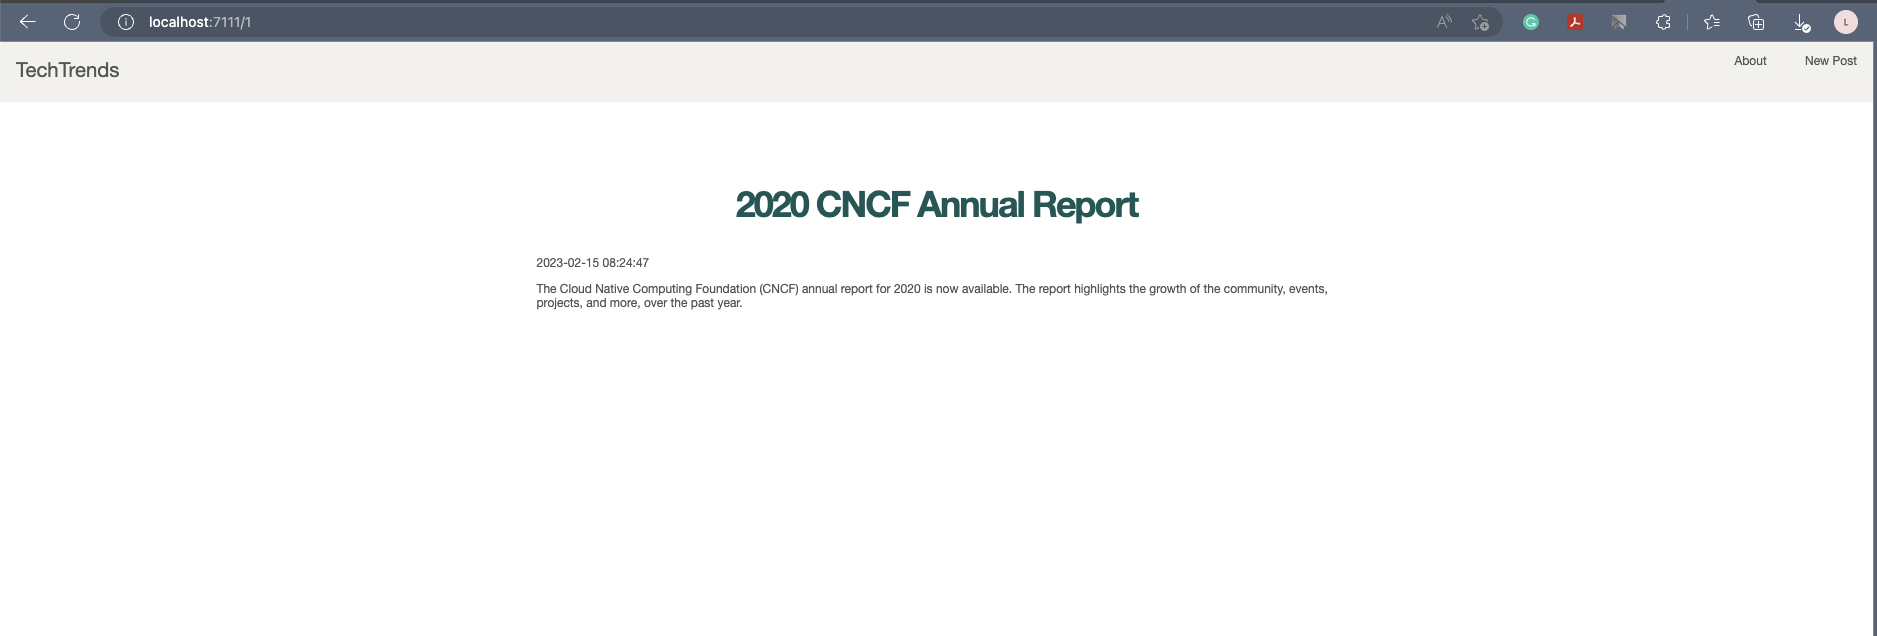 localhost:7111/1
TechTrends
About
New Post
2020 CNCF Annual Report
2023-02-15 08:24:47
The Cloud Native Computing Foundation (CNCF) annual report for 2020 is now available. The report highlights the growth of the community, events,
projects, and more, over the past year.
L